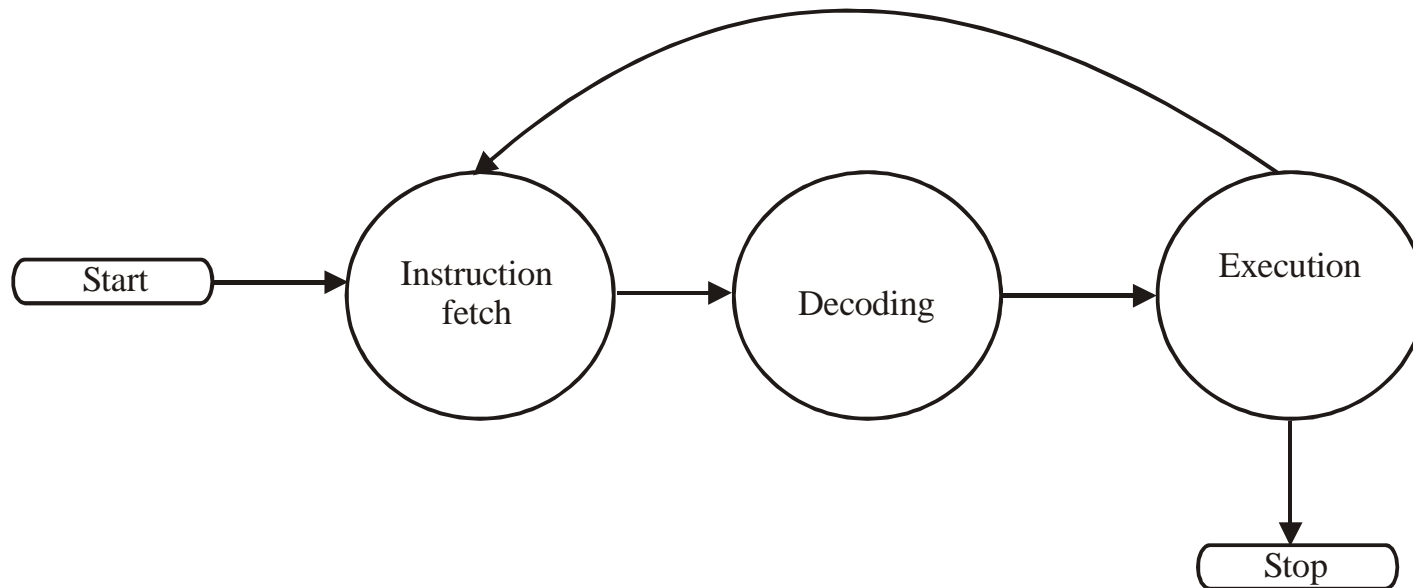 Start
Instruction
fetch
Decoding
Execution
Stop